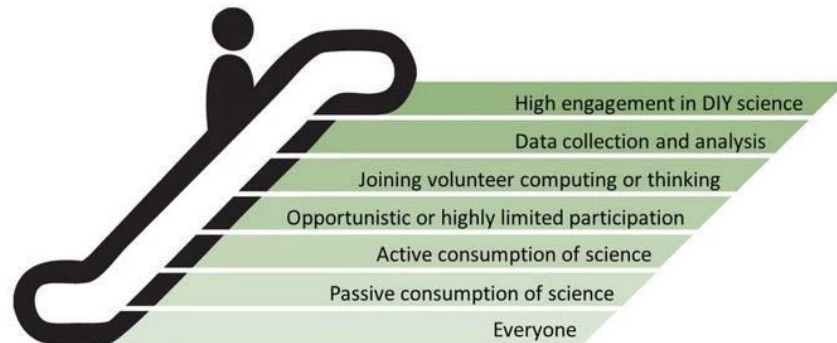 High engagement in DIY science
Data collection and analysis
Joining volunteer computing or thinking
Opportunistic or highly limited participation
Active consumption of science
Passive consumption of science
Everyone